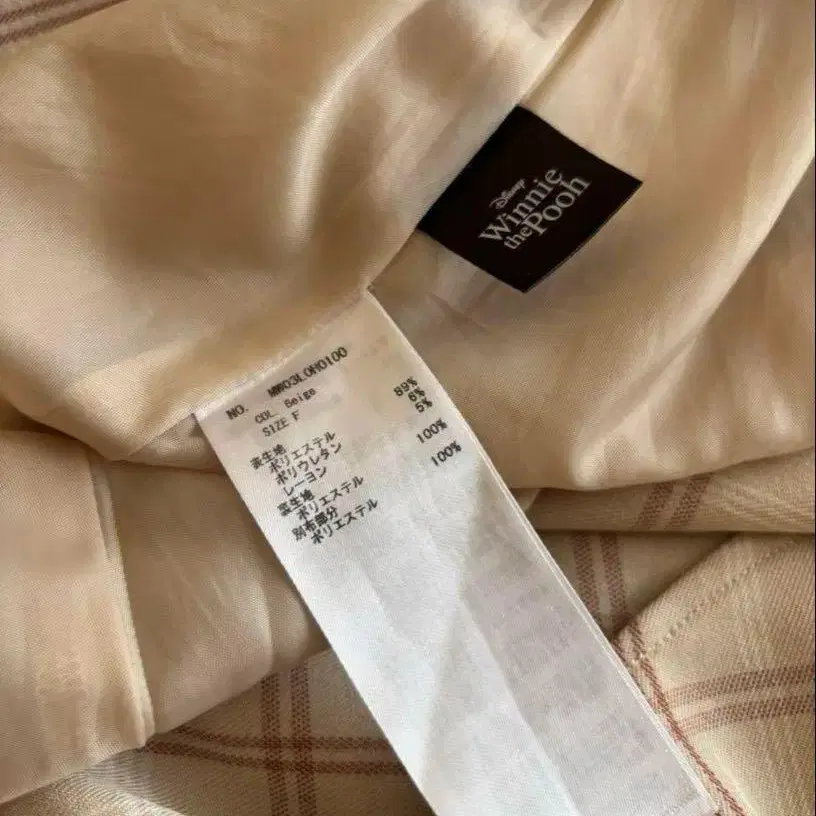 Disney
Winnie
the Pooh
NO. MW03L0H0100
COL. Beige
SIZE F
表生地
ポリエステル 89%
ポリウレタン 6%
レーヨン 5%
裏生地
ポリエステル 100%
別布部分
ポリエステル 100%